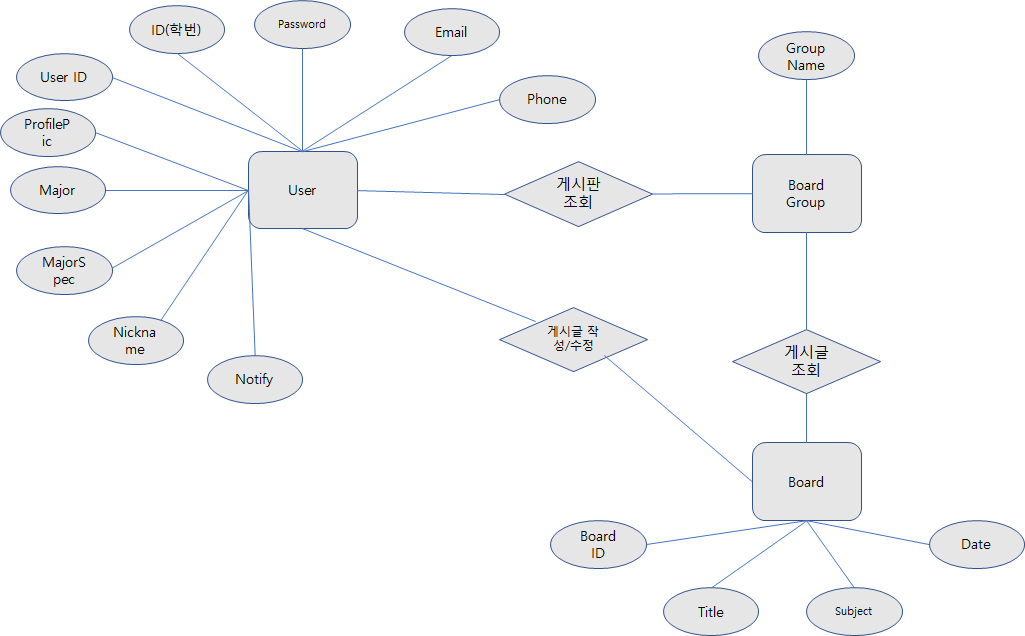 ID(학번)
Password
Email
Group
Name
User ID
Phone
ProfileP
ic
Major
User
게시판
조회
Board
Group
MajorS
pec
Nickna
me
게시글 작
성/수정
게시글
조회
Notify
Board
Board
ID
Date
Title
Subject